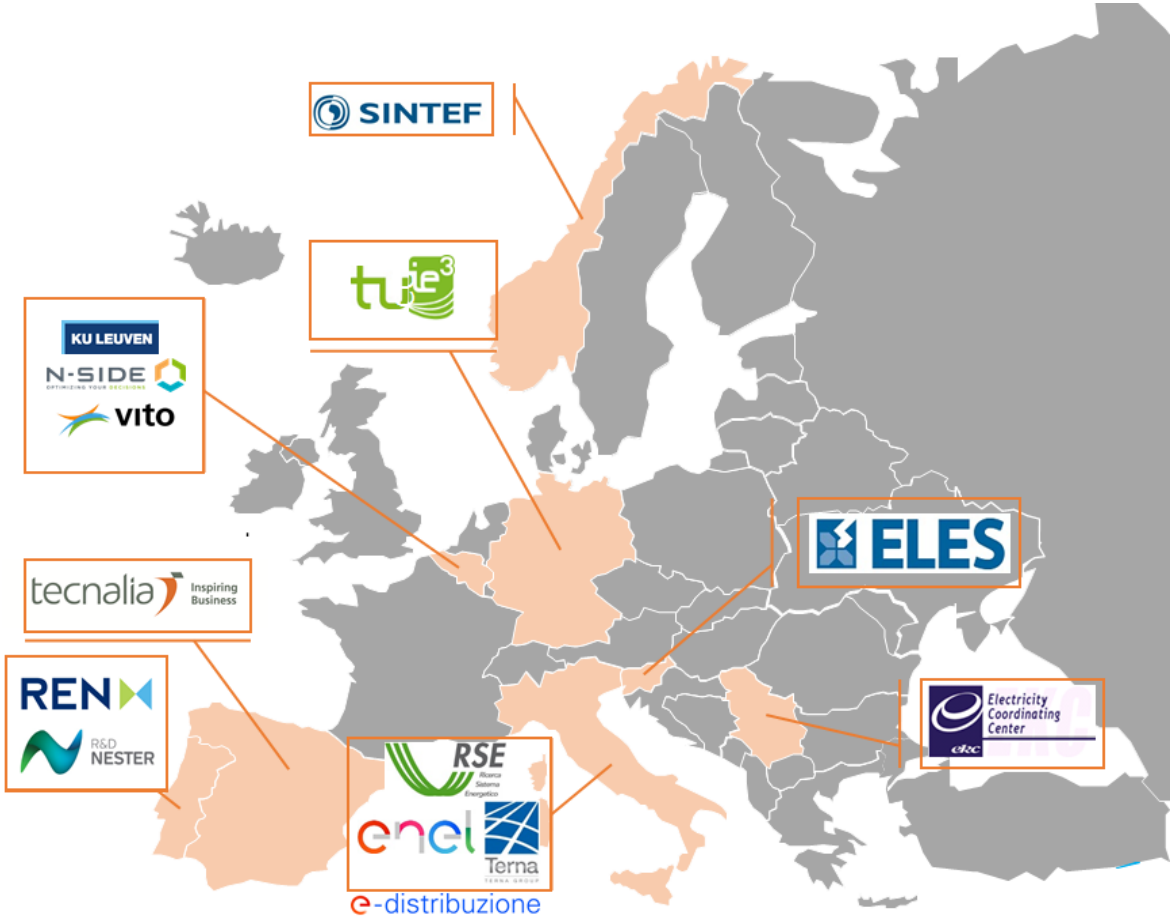 SINTEF
tu ie3
KU LEUVEN
N-SIDE
OPTIMIZING YOUR DECISIONS
vito
ELES
tecnalia Inspiring
Business
REN
R&D
NESTER
Electricity
Coordinating
Center
ekc
EKC
RSE
Ricerca
Sistema
Energetico
enel
Terna
TERNA GROUP
e-distribuzione